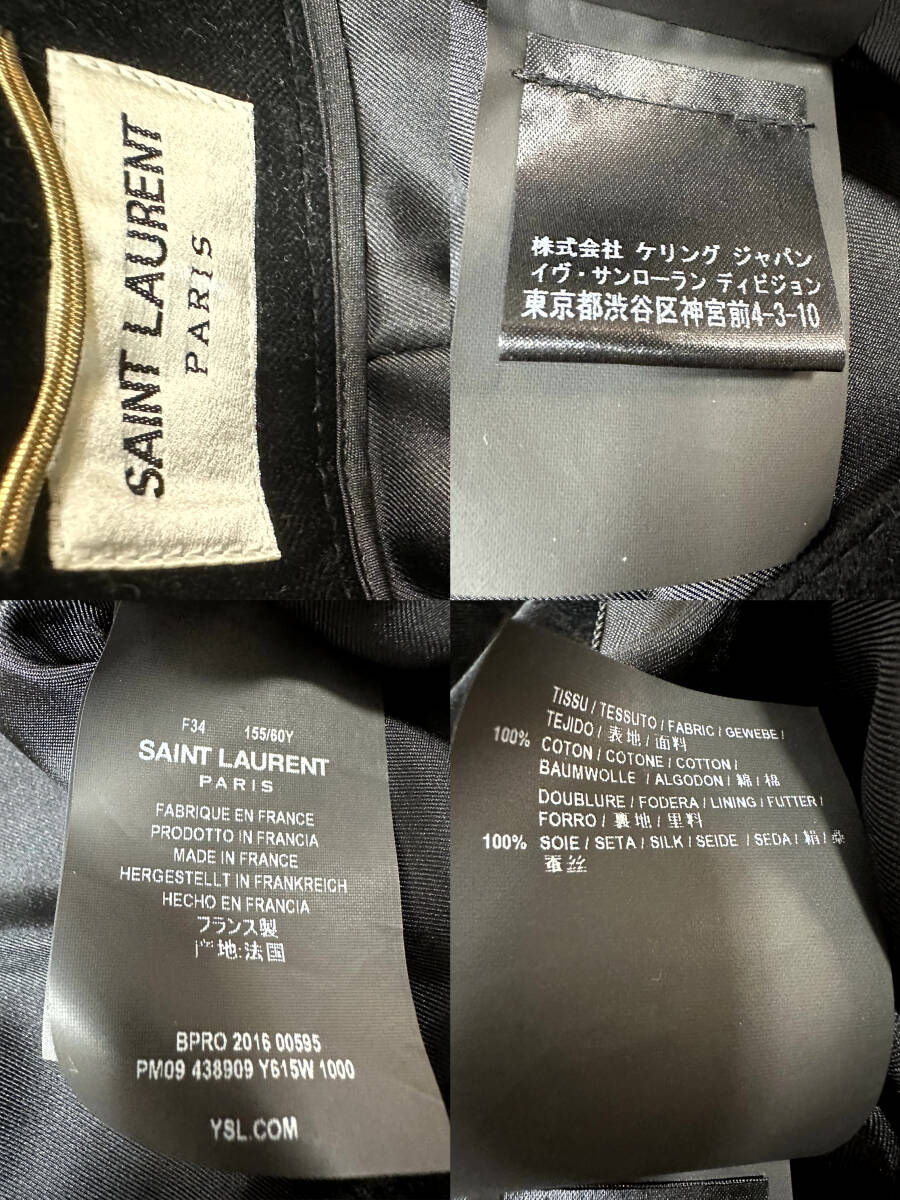 SAINT LAURENT
PARIS
株式会社 ケリング ジャパン
イヴ・サンローラン ディビジョン
東京都渋谷区神宮前4-3-10
F34 155/60Y
SAINT LAURENT
PARIS
FABRIQUE EN FRANCE
PRODOTTO IN FRANCIA
MADE IN FRANCE
HERGESTELLT IN FRANKREICH
HECHO EN FRANCIA
フランス製
产地:法国
BPRO 2016 00595
PM09 438909 Y615W 1000
YSL.COM
TISSU / TESSUTO / FABRIC / GEWEBE /
TEJIDO / 表地 / 面料
100% COTON / COTONE / COTTON /
BAUMWOLLE / ALGODON / 綿 / 棉
DOUBLURE / FODERA / LINING / FUTTER /
FORRO / 裏地 / 里料
100% SOIE / SETA / SILK / SEIDE / SEDA / 絹 / 桑
蚕丝